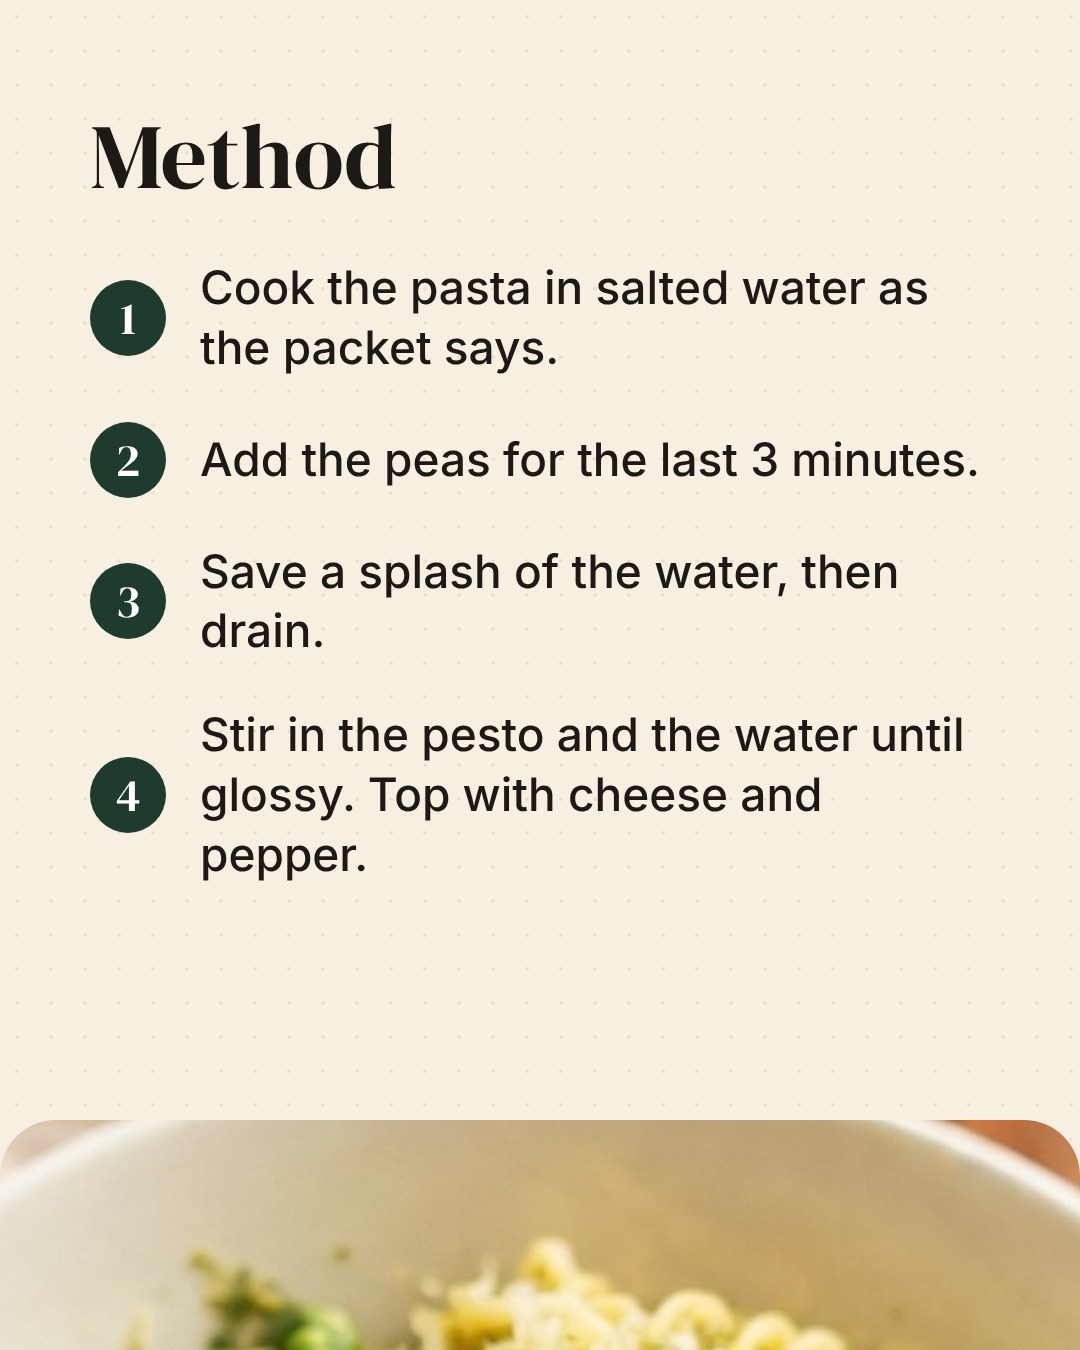 Method
1 Cook the pasta in salted water as
the packet says.
2 Add the peas for the last 3 minutes.
3 Save a splash of the water, then
drain.
4 Stir in the pesto and the water until
glossy. Top with cheese and
pepper.